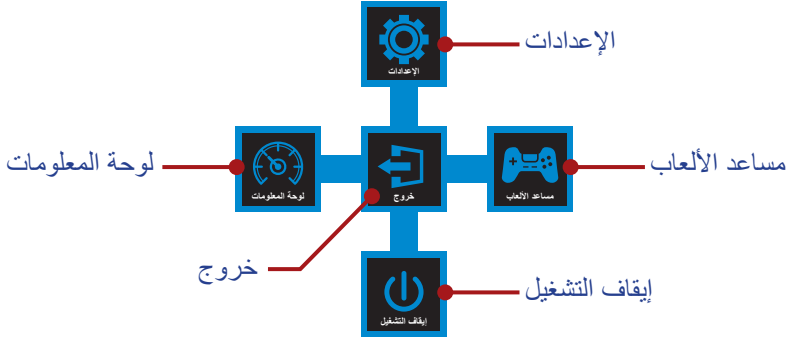 الإعدادات
الإعدادات
مساعد الألعاب
مساعد الألعاب
خروج
لوحة المعلومات
لوحة المعلومات
خروج
إيقاف التشغيل
إيقاف التشغيل